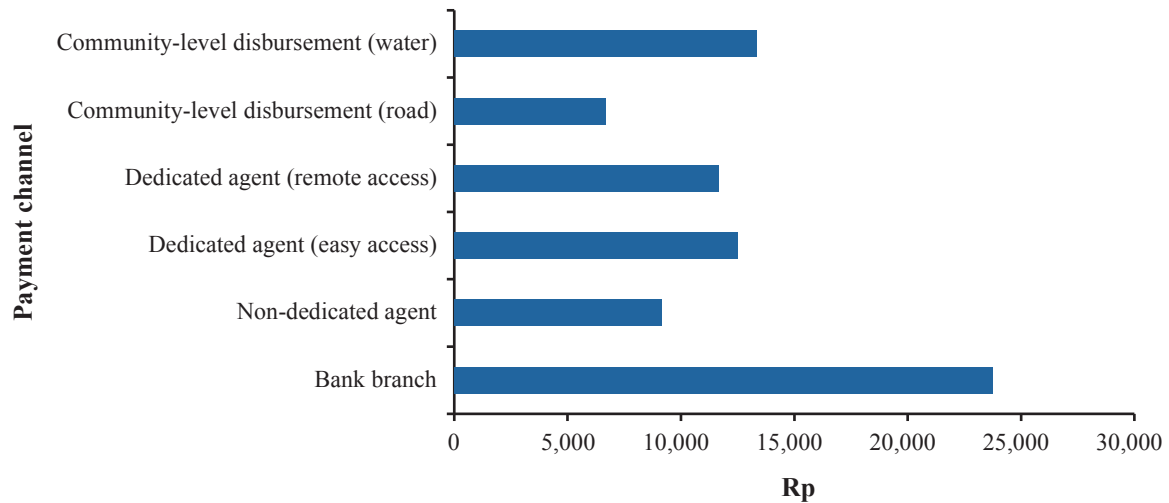 Payment channel
Community-level disbursement (water)
Community-level disbursement (road)
Dedicated agent (remote access)
Dedicated agent (easy access)
Non-dedicated agent
Bank branch
0 5,000 10,000 15,000 20,000 25,000 30,000
Rp